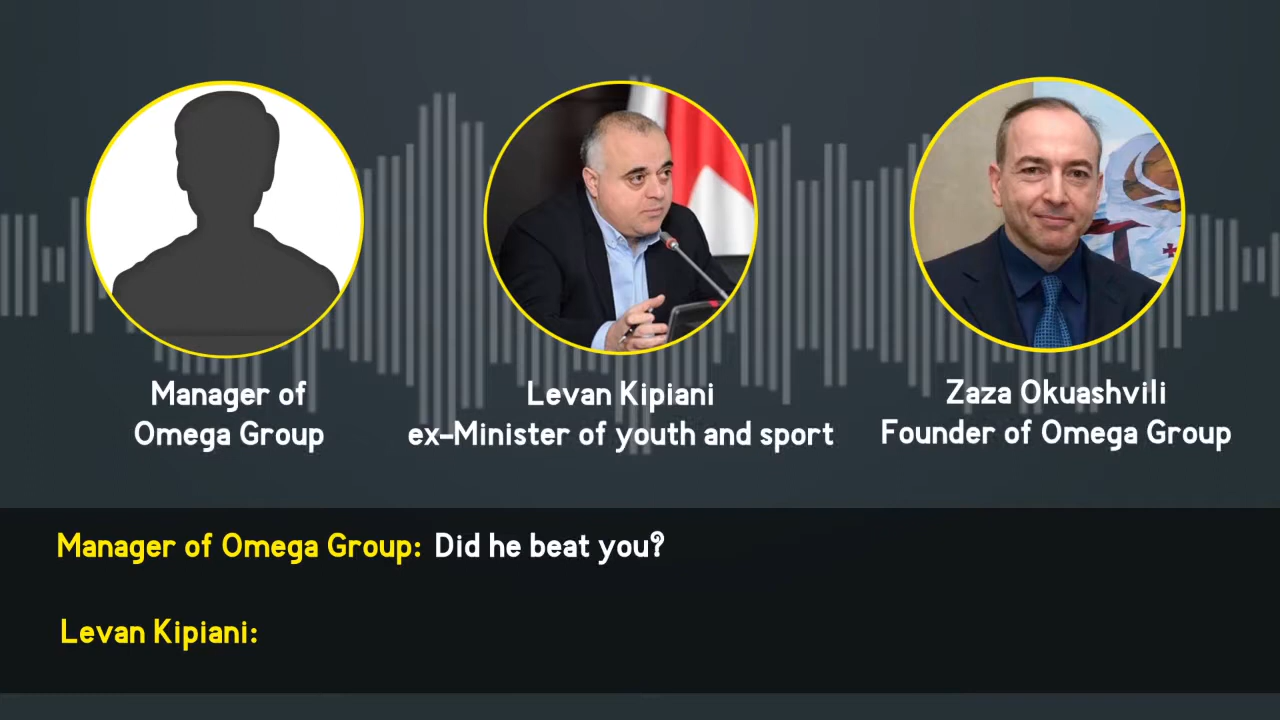 Manager of
Omega Group
Levan Kipiani
ex-Minister of youth and sport
Zaza Okuashvili
Founder of Omega Group
Manager of Omega Group: Did he beat you?
Levan Kipiani: